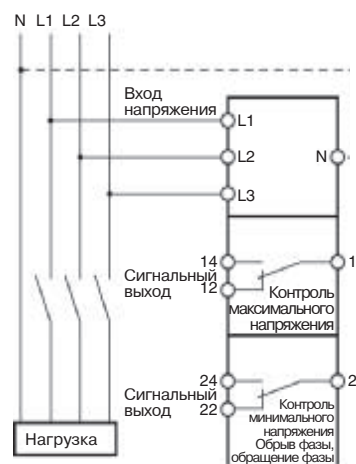 N L1 L2 L3
Вход
напряжения
L1
L2
N
L3
14
1
Сигнальный
12
выход
Контроль
максимального
напряжения
24
2
Сигнальный
22
выход
Контроль
минимального
напряжения
Обрыв фазы,
обращение фазы
Нагрузка